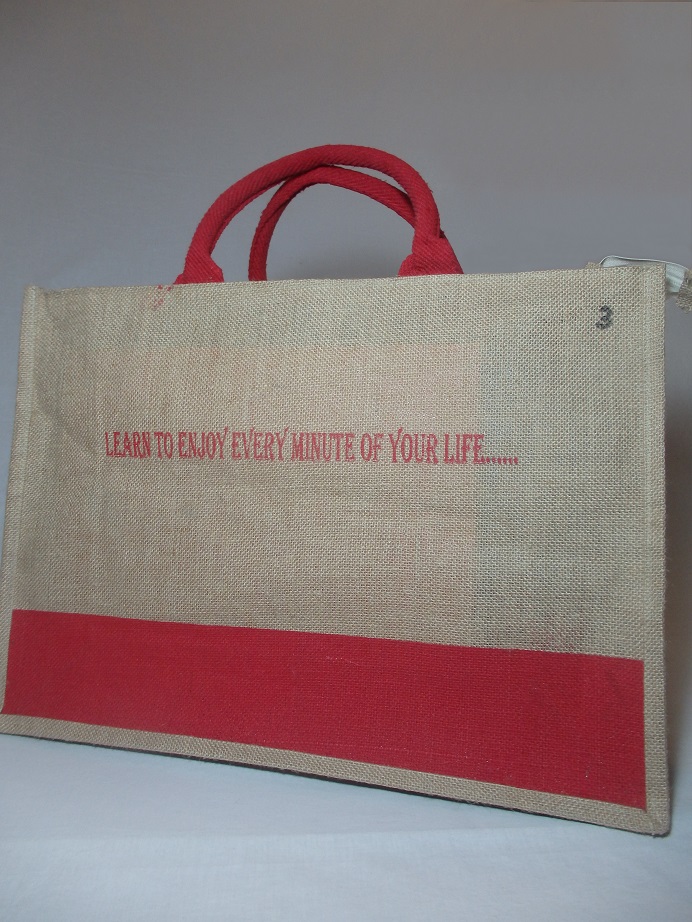 3
LEARN TO ENJOY EVERY MINUTE OF YOUR LIFE......